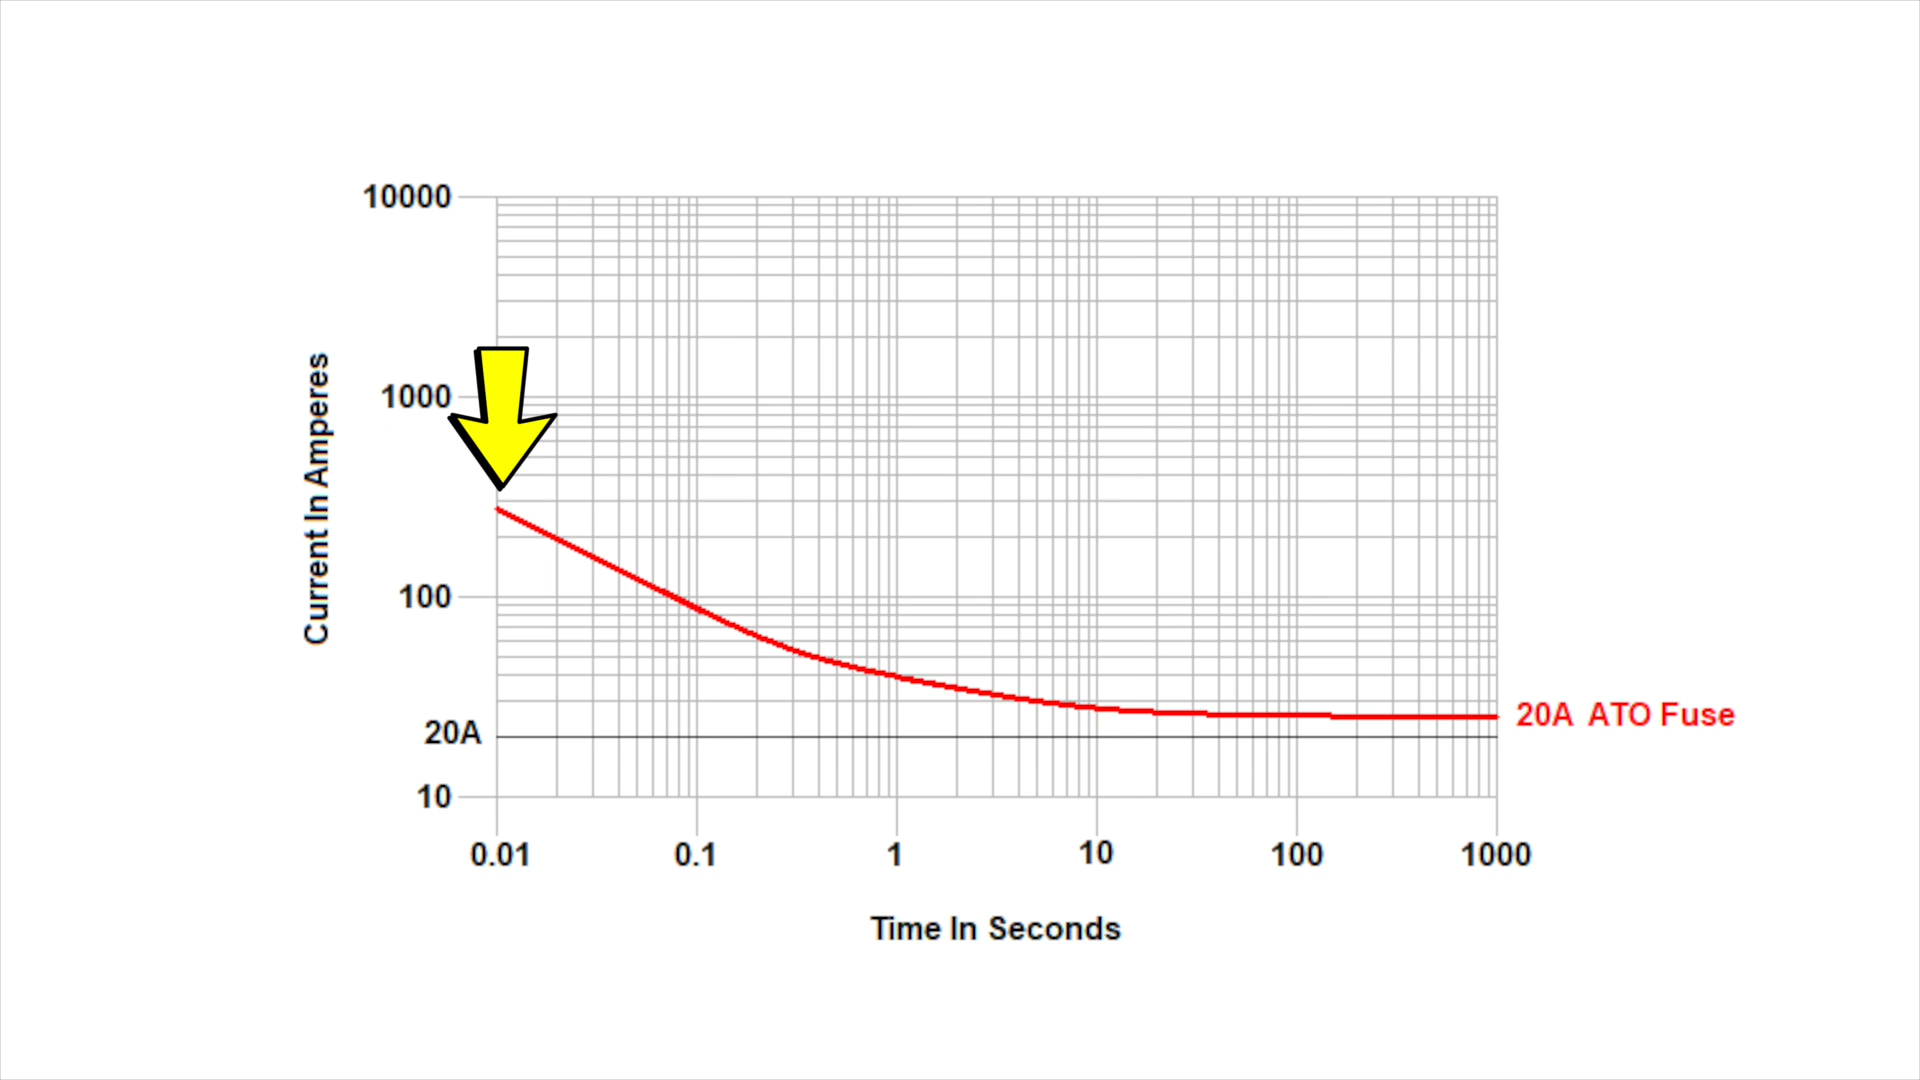 10000
1000
100
20A
10
Current In Amperes
0.01 0.1 1 10 100 1000
Time In Seconds
20A ATO Fuse